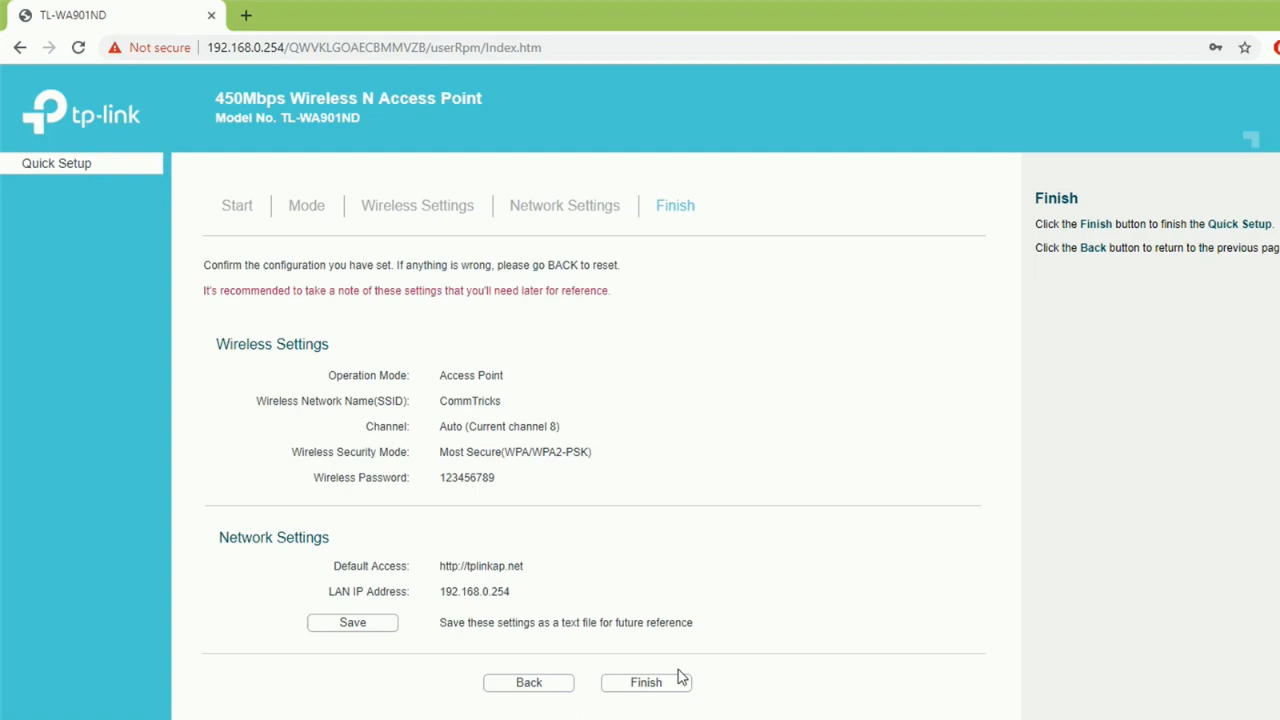 TL-WA901ND
Not secure 192.168.0.254/QWVKLGOAECBMMVZB/userRpm/Index.htm
tp-link
450Mbps Wireless N Access Point
Model No. TL-WA901ND
Quick Setup
Start Mode Wireless Settings Network Settings Finish
Confirm the configuration you have set. If anything is wrong, please go BACK to reset.
It's recommended to take a note of these settings that you'll need later for reference.
Wireless Settings
Operation Mode: Access Point
Wireless Network Name(SSID): CommTricks
Channel: Auto (Current channel 8)
Wireless Security Mode: Most Secure(WPA/WPA2-PSK)
Wireless Password: 123456789
Network Settings
Default Access: http://tplinkap.net
LAN IP Address: 192.168.0.254
Save Save these settings as a text file for future reference
Back Finish
Finish
Click the Finish button to finish the Quick Setup.
Click the Back button to return to the previous pag